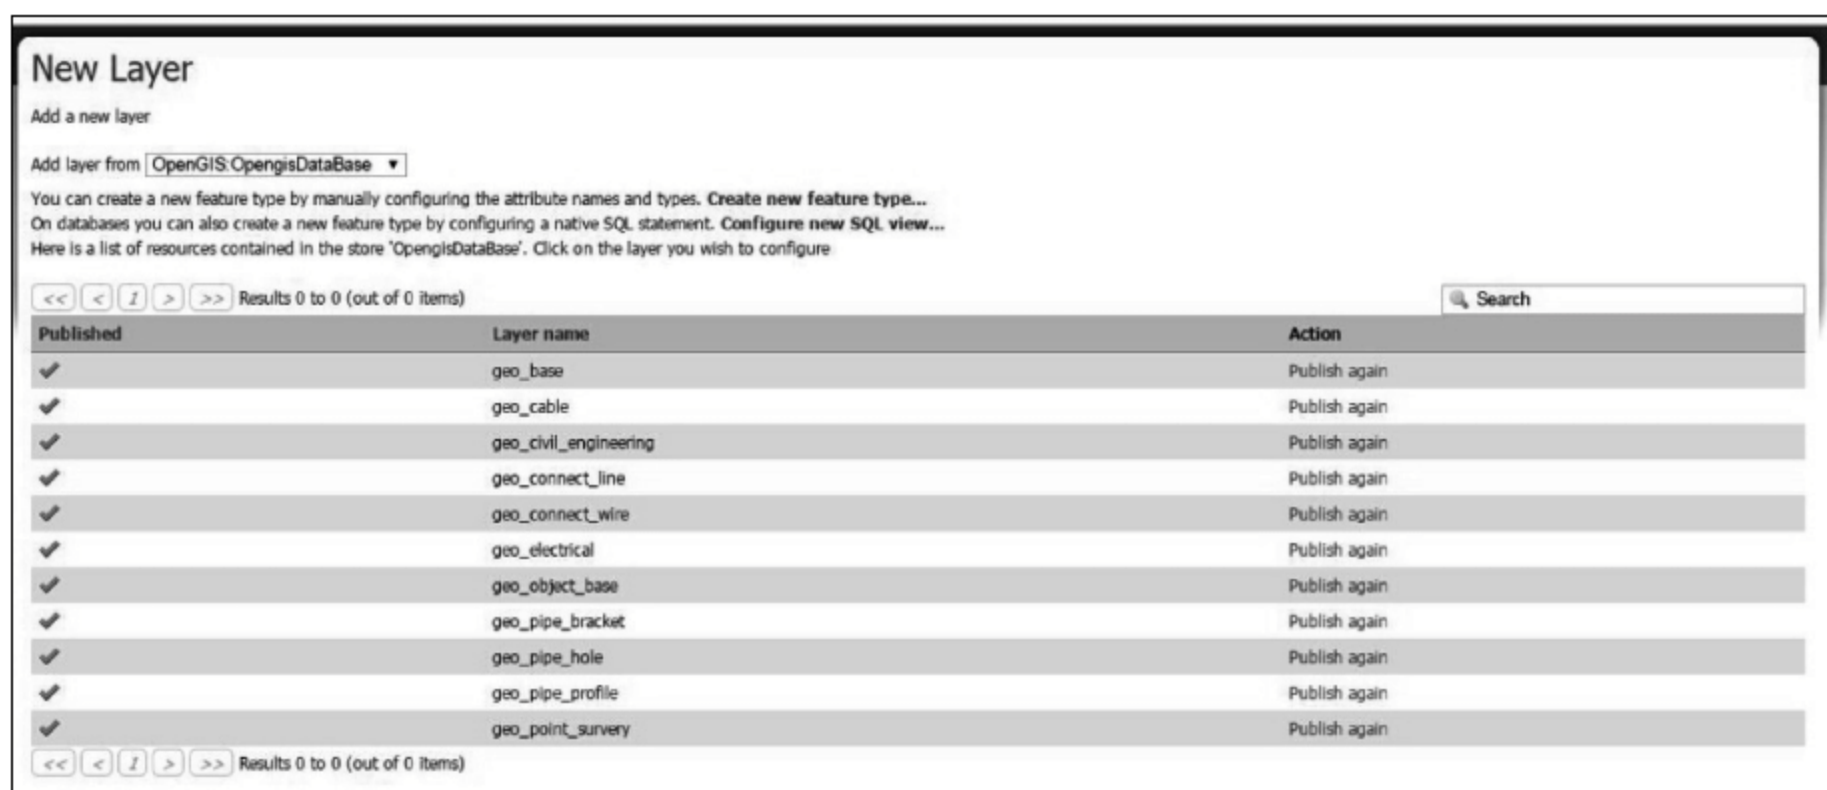 New Layer
Add a new layer
Add layer from OpenGIS:OpengisDataBase ▼
You can create a new feature type by manually configuring the attribute names and types. Create new feature type...
On databases you can also create a new feature type by configuring a native SQL statement. Configure new SQL view...
Here is a list of resources contained in the store 'OpengisDataBase'. Click on the layer you wish to configure
<< < 1 > >> Results 0 to 0 (out of 0 items) Search
Published Layer name Action
✔ geo_base Publish again
✔ geo_cable Publish again
✔ geo_civil_engineering Publish again
✔ geo_connect_line Publish again
✔ geo_connect_wire Publish again
✔ geo_electrical Publish again
✔ geo_object_base Publish again
✔ geo_pipe_bracket Publish again
✔ geo_pipe_hole Publish again
✔ geo_pipe_profile Publish again
✔ geo_point_survery Publish again
<< < 1 > >> Results 0 to 0 (out of 0 items)